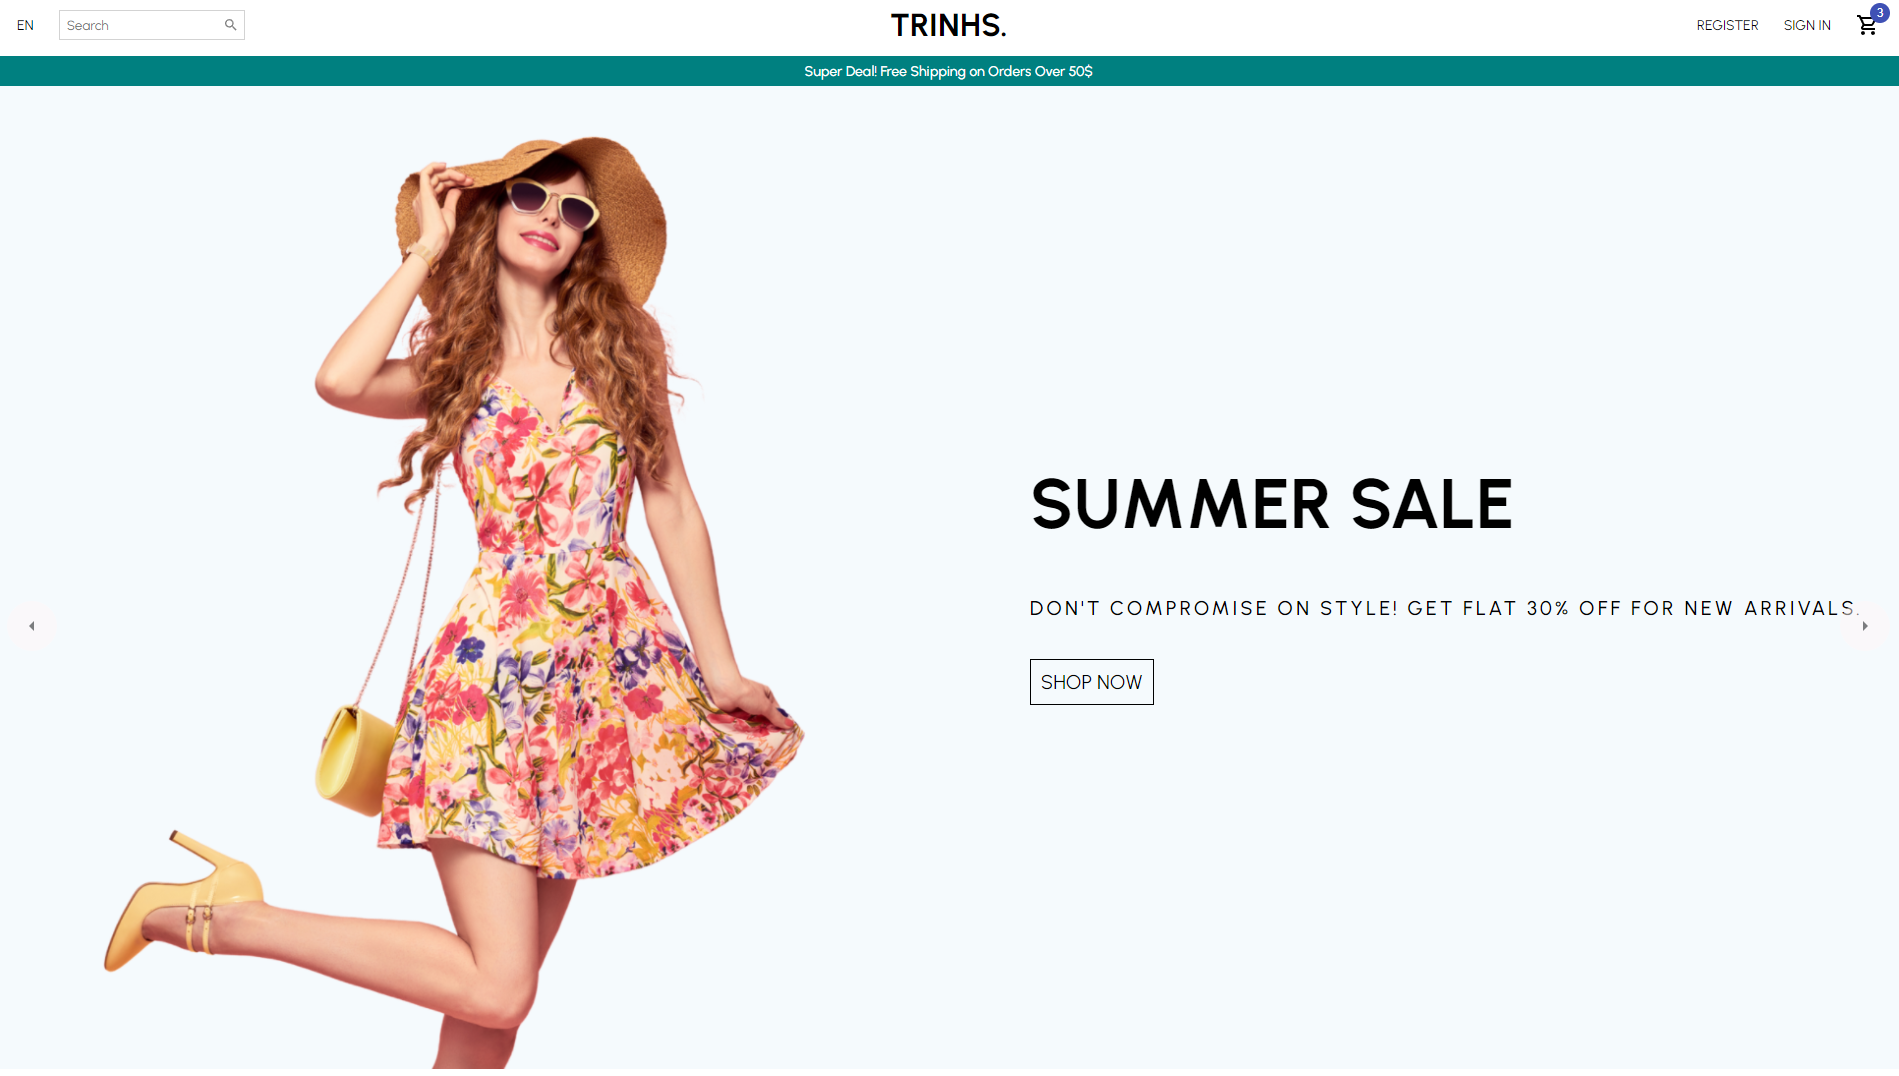 EN
Search
TRINHS.
REGISTER
SIGN IN
3
Super Deal! Free Shipping on Orders Over 50$
SUMMER SALE
DON'T COMPROMISE ON STYLE! GET FLAT 30% OFF FOR NEW ARRIVALS.
SHOP NOW